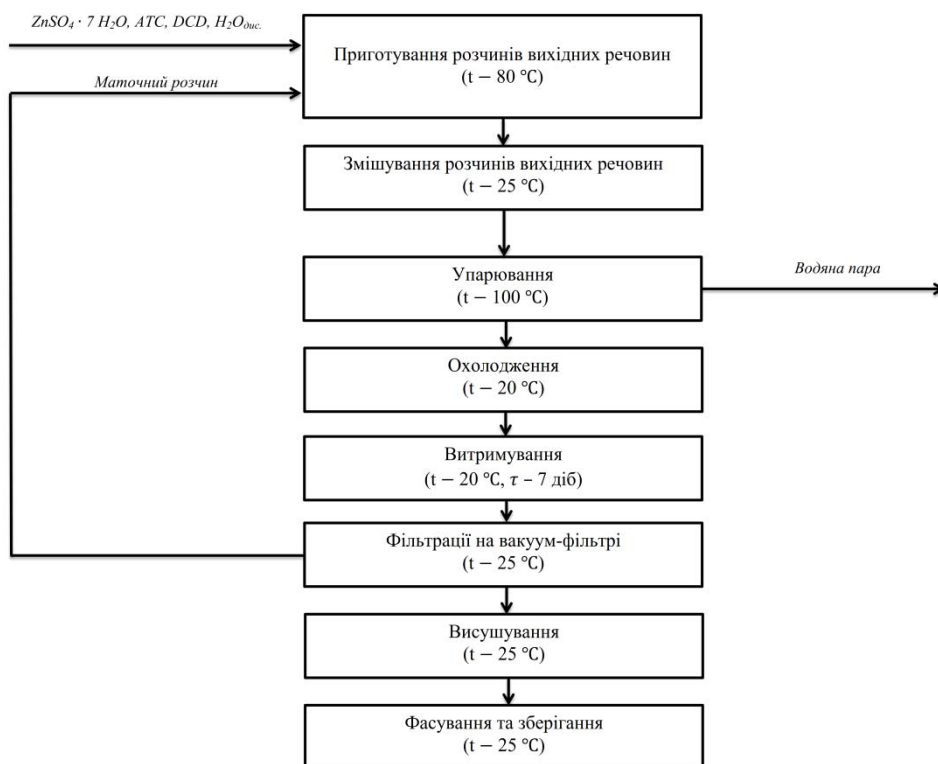 ZnSO₄ · 7 H₂O, ATC, DCD, H₂Oдис.
Приготування розчинів вихідних речовин
(t − 80 ℃)
Маточний розчин
Змішування розчинів вихідних речовин
(t − 25 ℃)
Упарювання
(t − 100 ℃)
Водяна пара
Охолодження
(t − 20 ℃)
Витримування
(t − 20 ℃, τ – 7 діб)
Фільтрації на вакуум-фільтрі
(t − 25 ℃)
Висушування
(t − 25 ℃)
Фасування та зберігання
(t − 25 ℃)